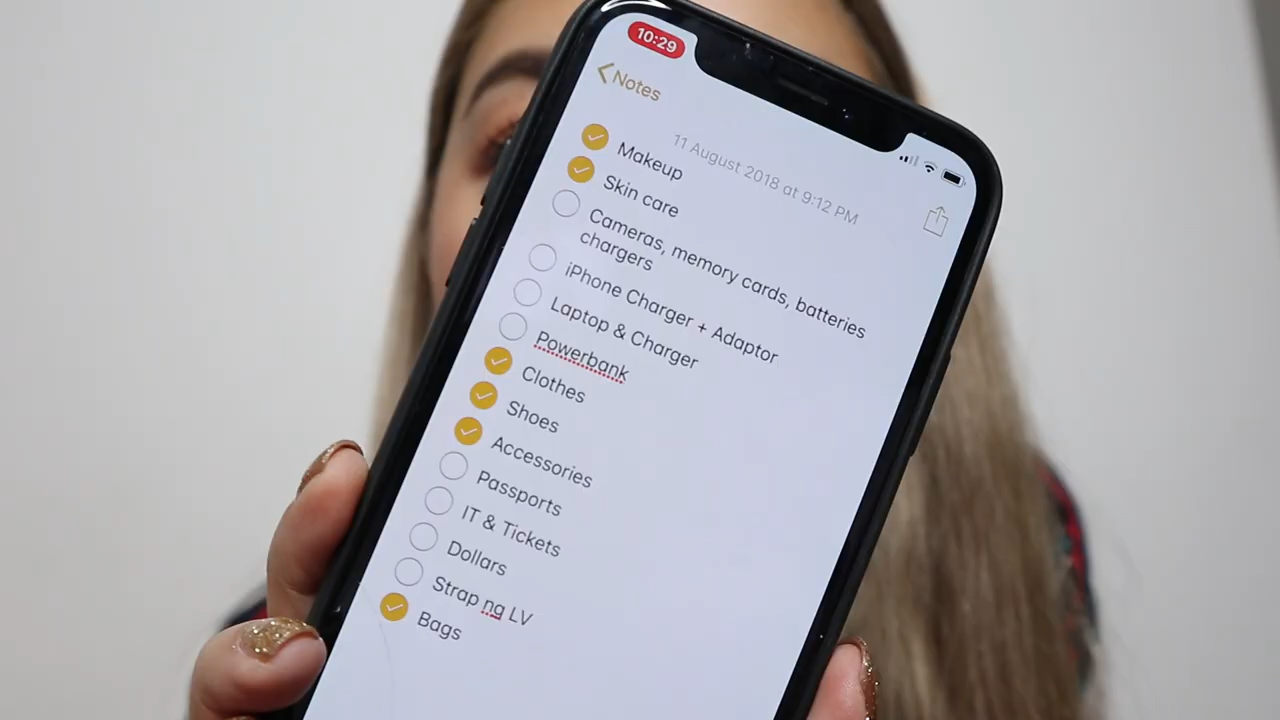 10:29
Notes
11 August 2018 at 9:12 PM
Makeup
Skin care
Cameras, memory cards, batteries
chargers
iPhone Charger + Adaptor
Laptop & Charger
Powerbank
Clothes
Shoes
Accessories
Passports
IT & Tickets
Dollars
Strap ng LV
Bags